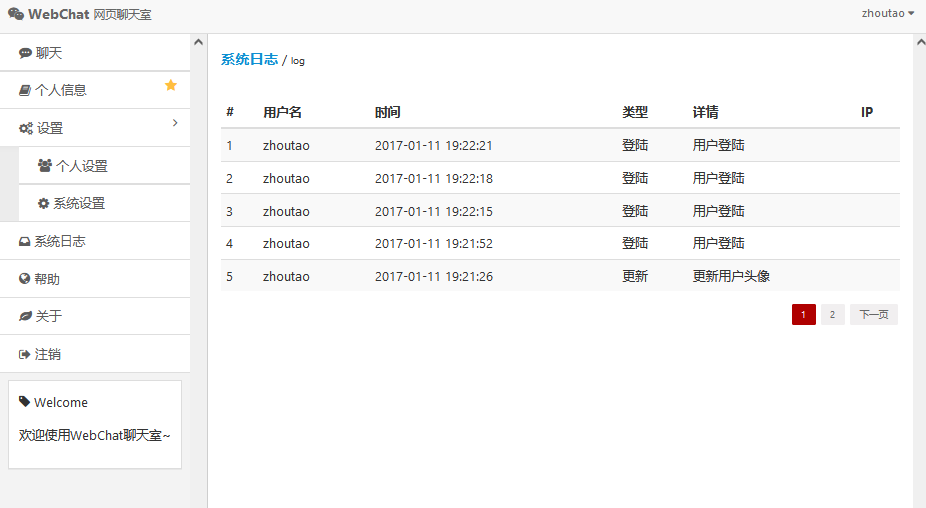 WebChat 网页聊天室
zhoutao
聊天
个人信息
设置
个人设置
系统设置
系统日志
帮助
关于
注销
Welcome
欢迎使用WebChat聊天室~
系统日志 / log
# 用户名 时间 类型 详情 IP
1 zhoutao 2017-01-11 19:22:21 登陆 用户登陆
2 zhoutao 2017-01-11 19:22:18 登陆 用户登陆
3 zhoutao 2017-01-11 19:22:15 登陆 用户登陆
4 zhoutao 2017-01-11 19:21:52 登陆 用户登陆
5 zhoutao 2017-01-11 19:21:26 更新 更新用户头像
1 2 下一页